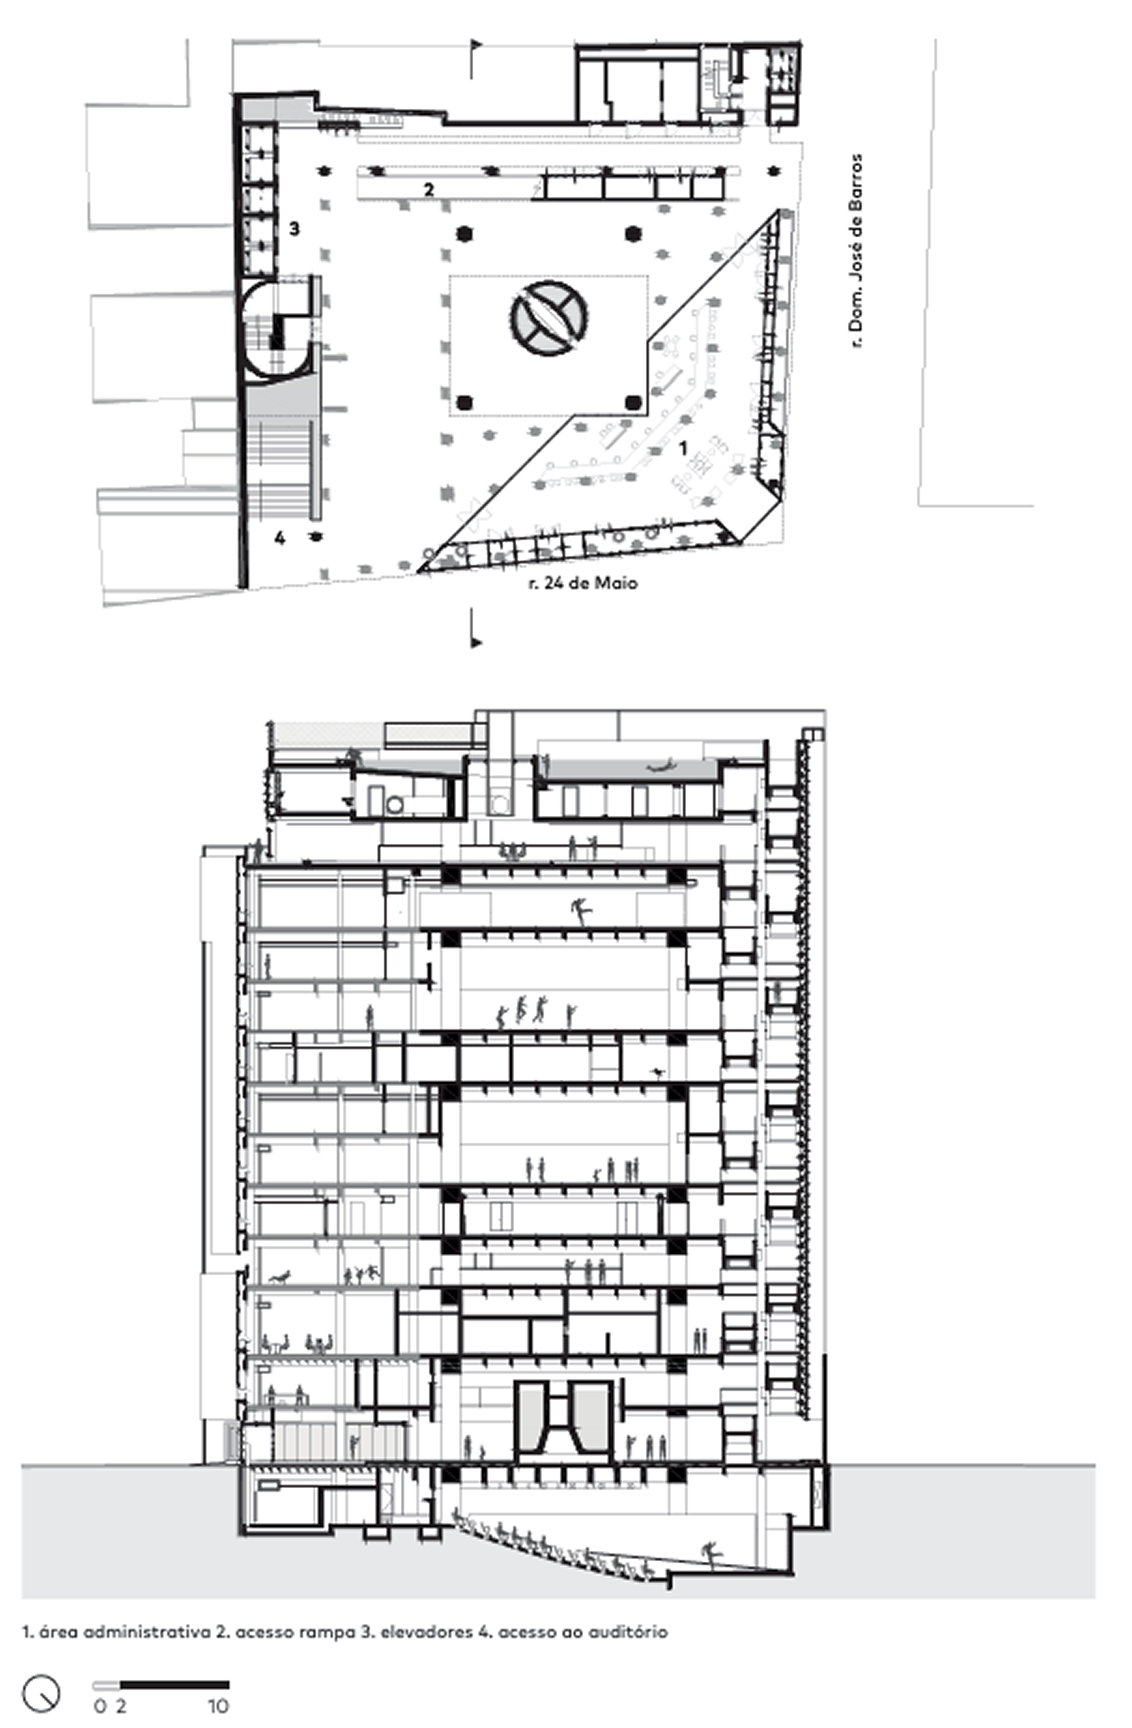 2
r. Dom. José de Barros
3
1
4
r. 24 de Maio
1. área administrativa 2. acesso rampa 3. elevadores 4. acesso ao auditório
0 2 10